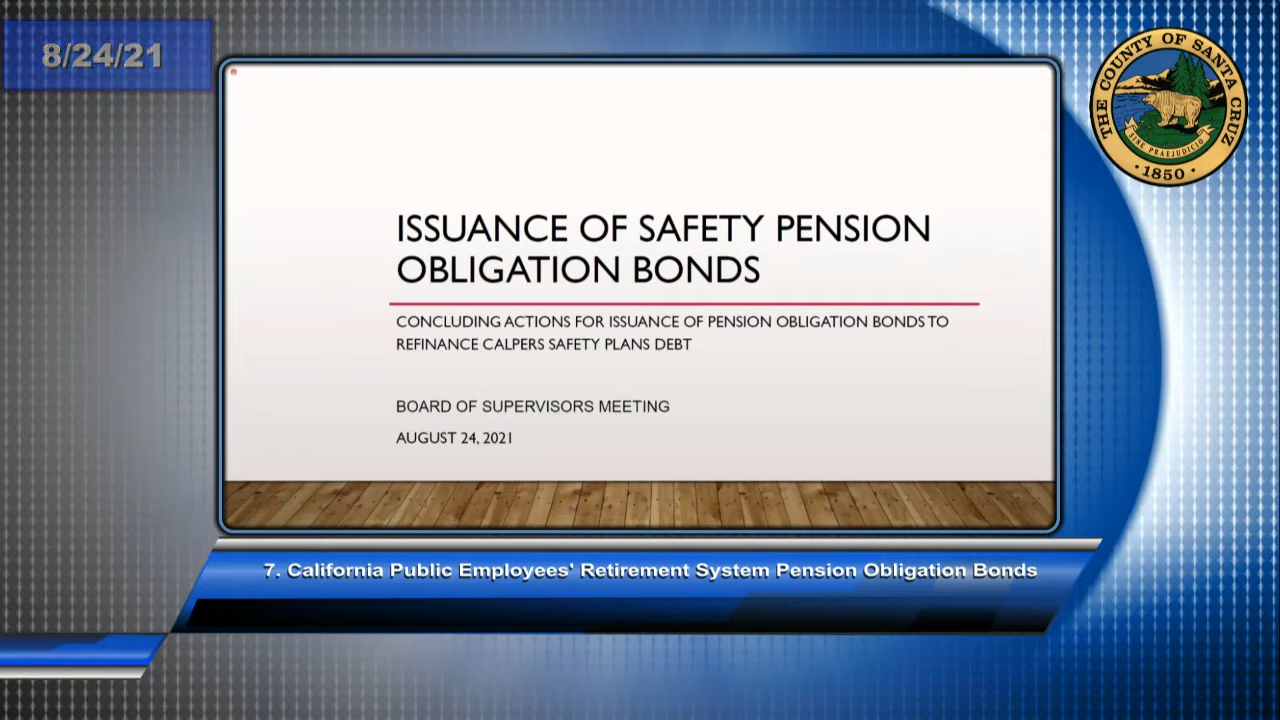 8/24/21
THE COUNTY OF SANTA CRUZ
SINE PRAEJUDICIO
• 1850 •
ISSUANCE OF SAFETY PENSION
OBLIGATION BONDS
CONCLUDING ACTIONS FOR ISSUANCE OF PENSION OBLIGATION BONDS TO
REFINANCE CALPERS SAFETY PLANS DEBT
BOARD OF SUPERVISORS MEETING
AUGUST 24, 2021
7. California Public Employees' Retirement System Pension Obligation Bonds